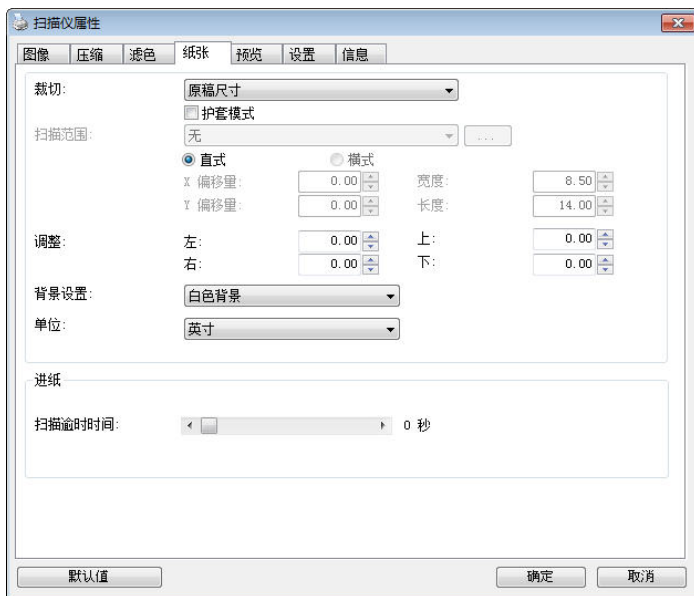 扫描仪属性
图像 压缩 滤色 纸张 预览 设置 信息
裁切: 原稿尺寸
护套模式
扫描范围: 无 ...
直式 横式
X 偏移量: 0.00 宽度: 8.50
Y 偏移量: 0.00 长度: 14.00
调整: 左: 0.00 上: 0.00
右: 0.00 下: 0.00
背景设置: 白色背景
单位: 英寸
进纸
扫描逾时时间: 0 秒
默认值 确定 取消